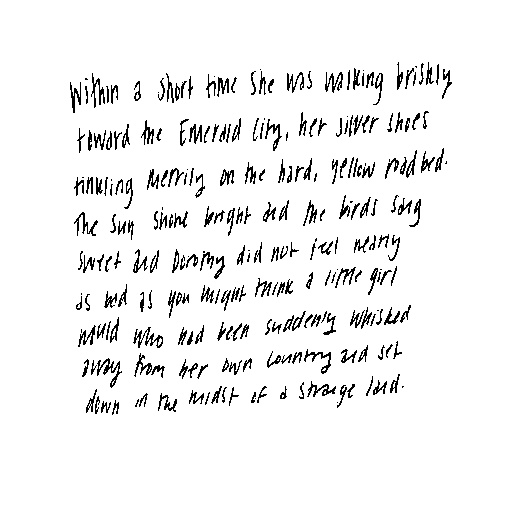 Within a short time she was walking briskly
toward the Emerald City, her silver shoes
tinkling merrily on the hard, yellow roadbed.
The sun shone bright and the birds sang
sweet and Dorothy did not feel nearly
as bad as you might think a little girl
would who had been suddenly whisked
away from her own country and set
down in the midst of a strange land.